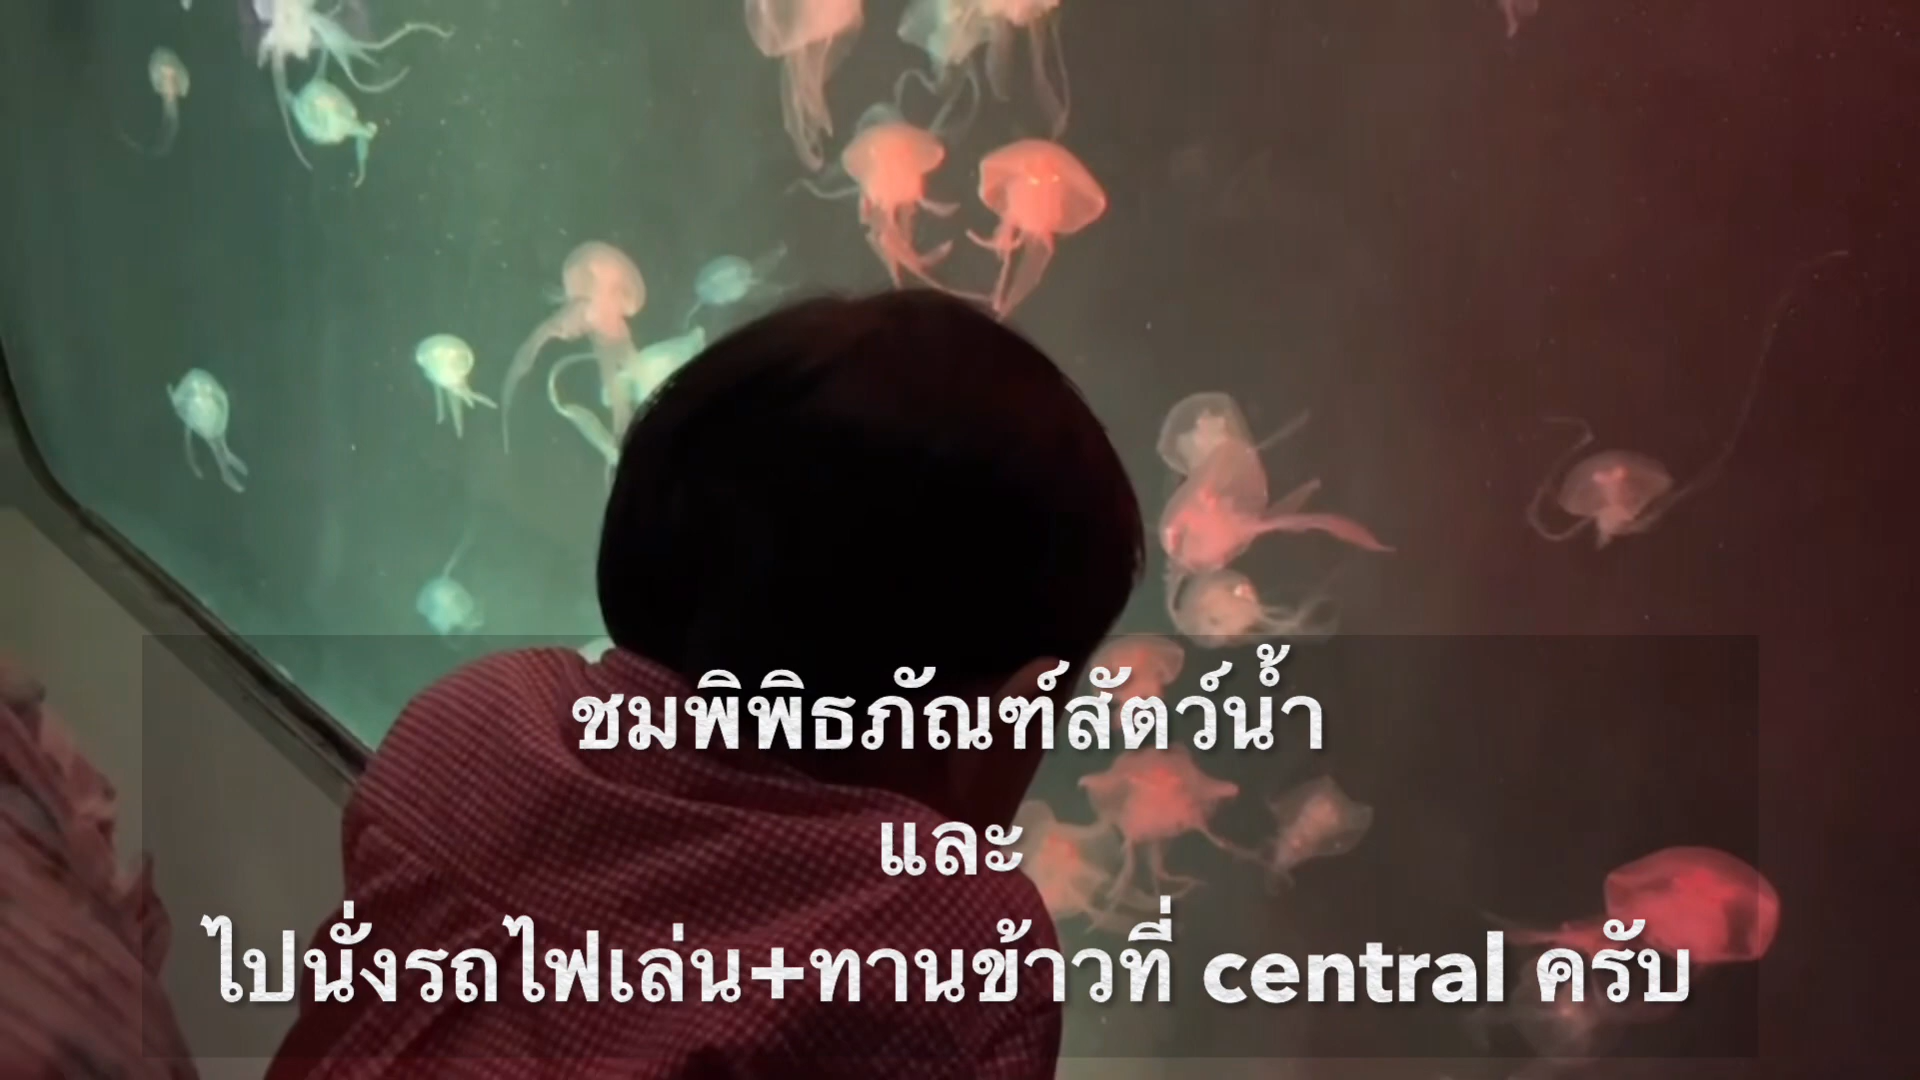 ชมพิพิธภัณฑ์สัตว์น้ำ
และ
ไปนั่งรถไฟเล่น+ทานข้าวที่ central ครับ